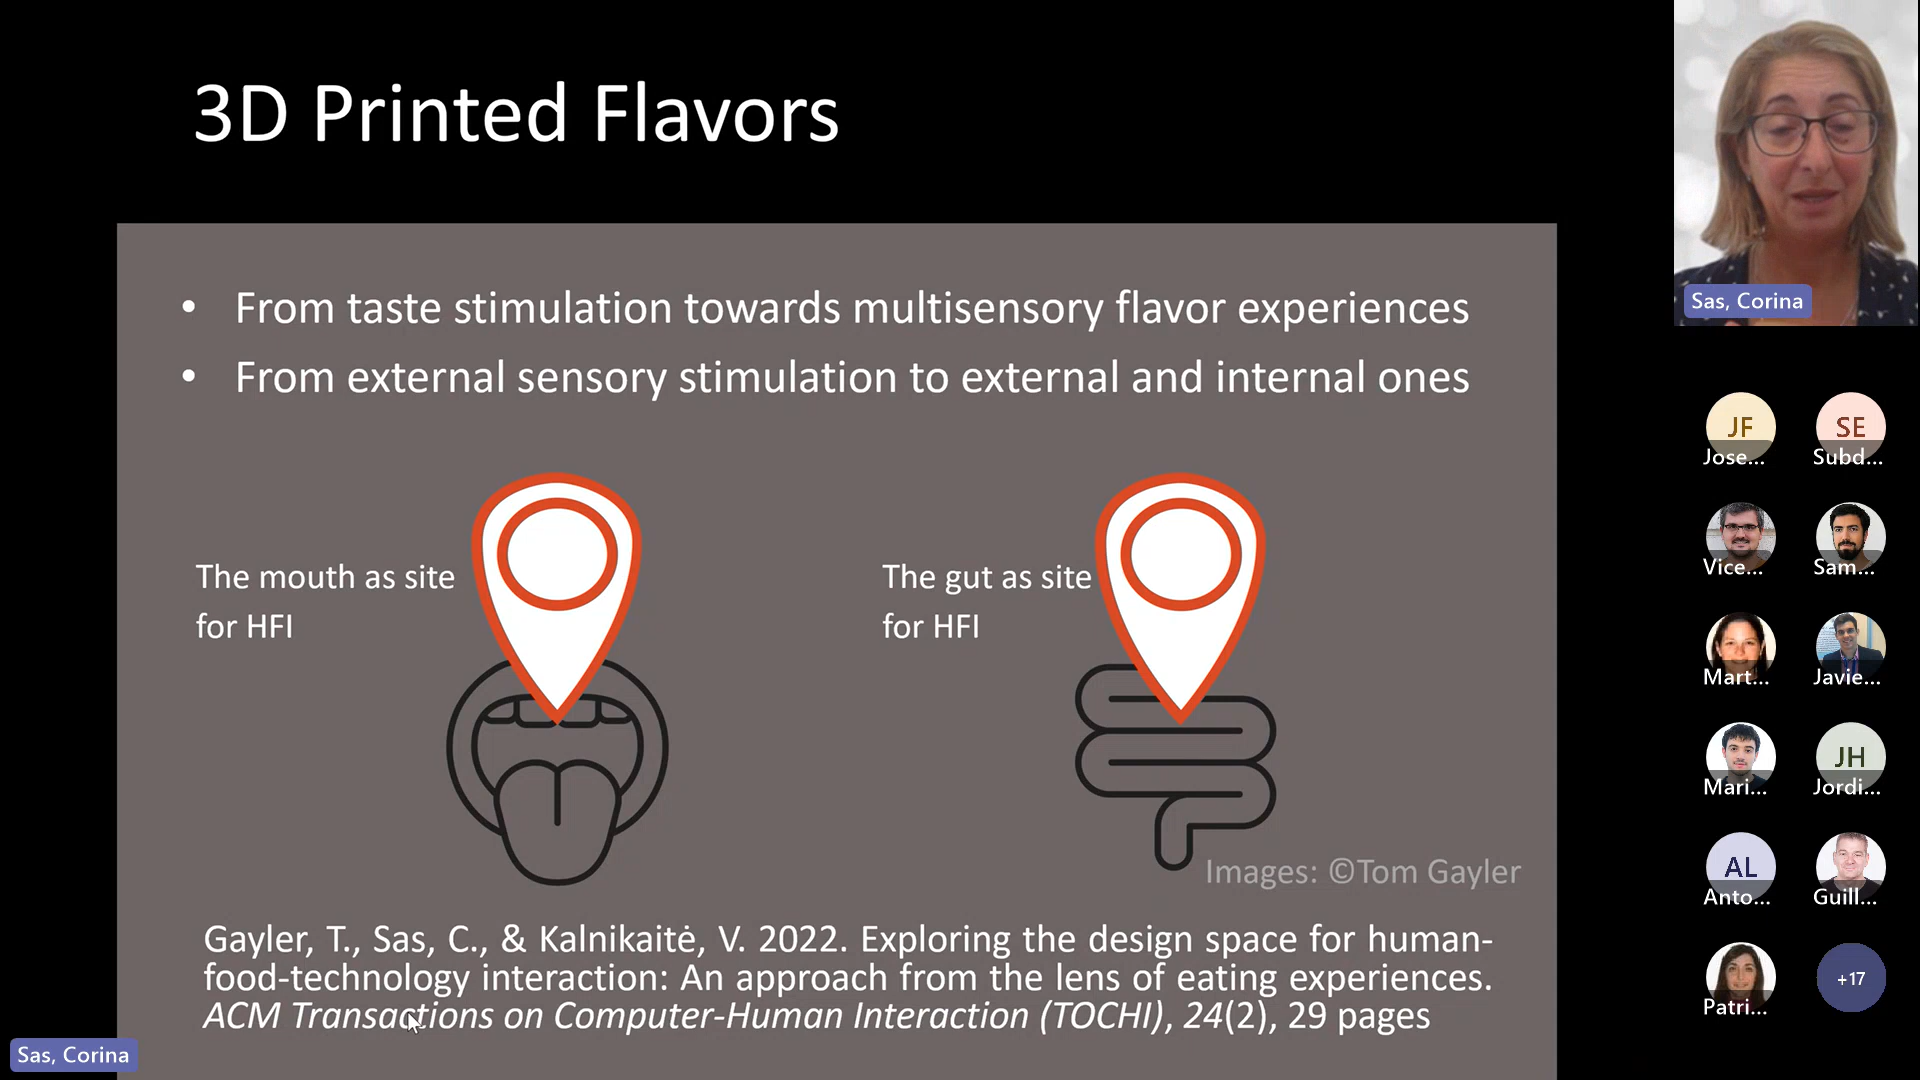 3D Printed Flavors
• From taste stimulation towards multisensory flavor experiences
• From external sensory stimulation to external and internal ones
The mouth as site
for HFI
The gut as site
for HFI
Images: ©Tom Gayler
Gayler, T., Sas, C., & Kalnikaitė, V. 2022. Exploring the design space for human-
food-technology interaction: An approach from the lens of eating experiences.
ACM Transactions on Computer-Human Interaction (TOCHI), 24(2), 29 pages
Sas, Corina
Sas, Corina
JF
Jose...
SE
Subd...
Vice...
Sam...
Mart...
Javie...
Mari...
JH
Jordi...
AL
Anto...
Guill...
Patri...
+17